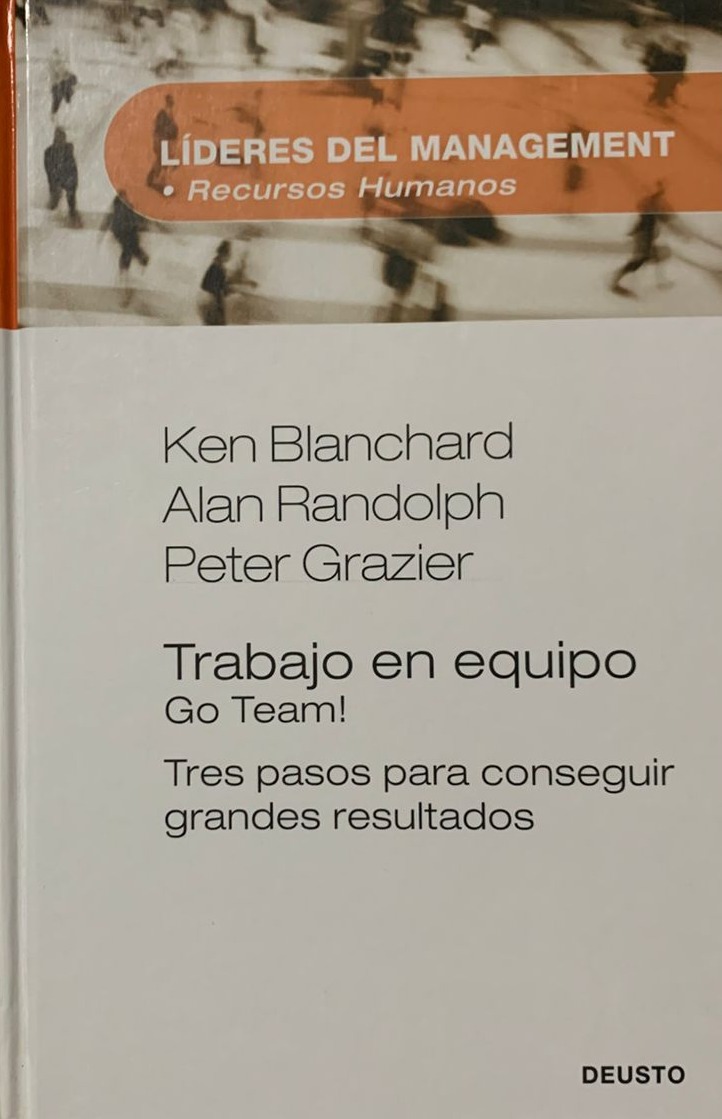 LÍDERES DEL MANAGEMENT
• Recursos Humanos
Ken Blanchard
Alan Randolph
Peter Grazier
Trabajo en equipo
Go Team!
Tres pasos para conseguir
grandes resultados
DEUSTO